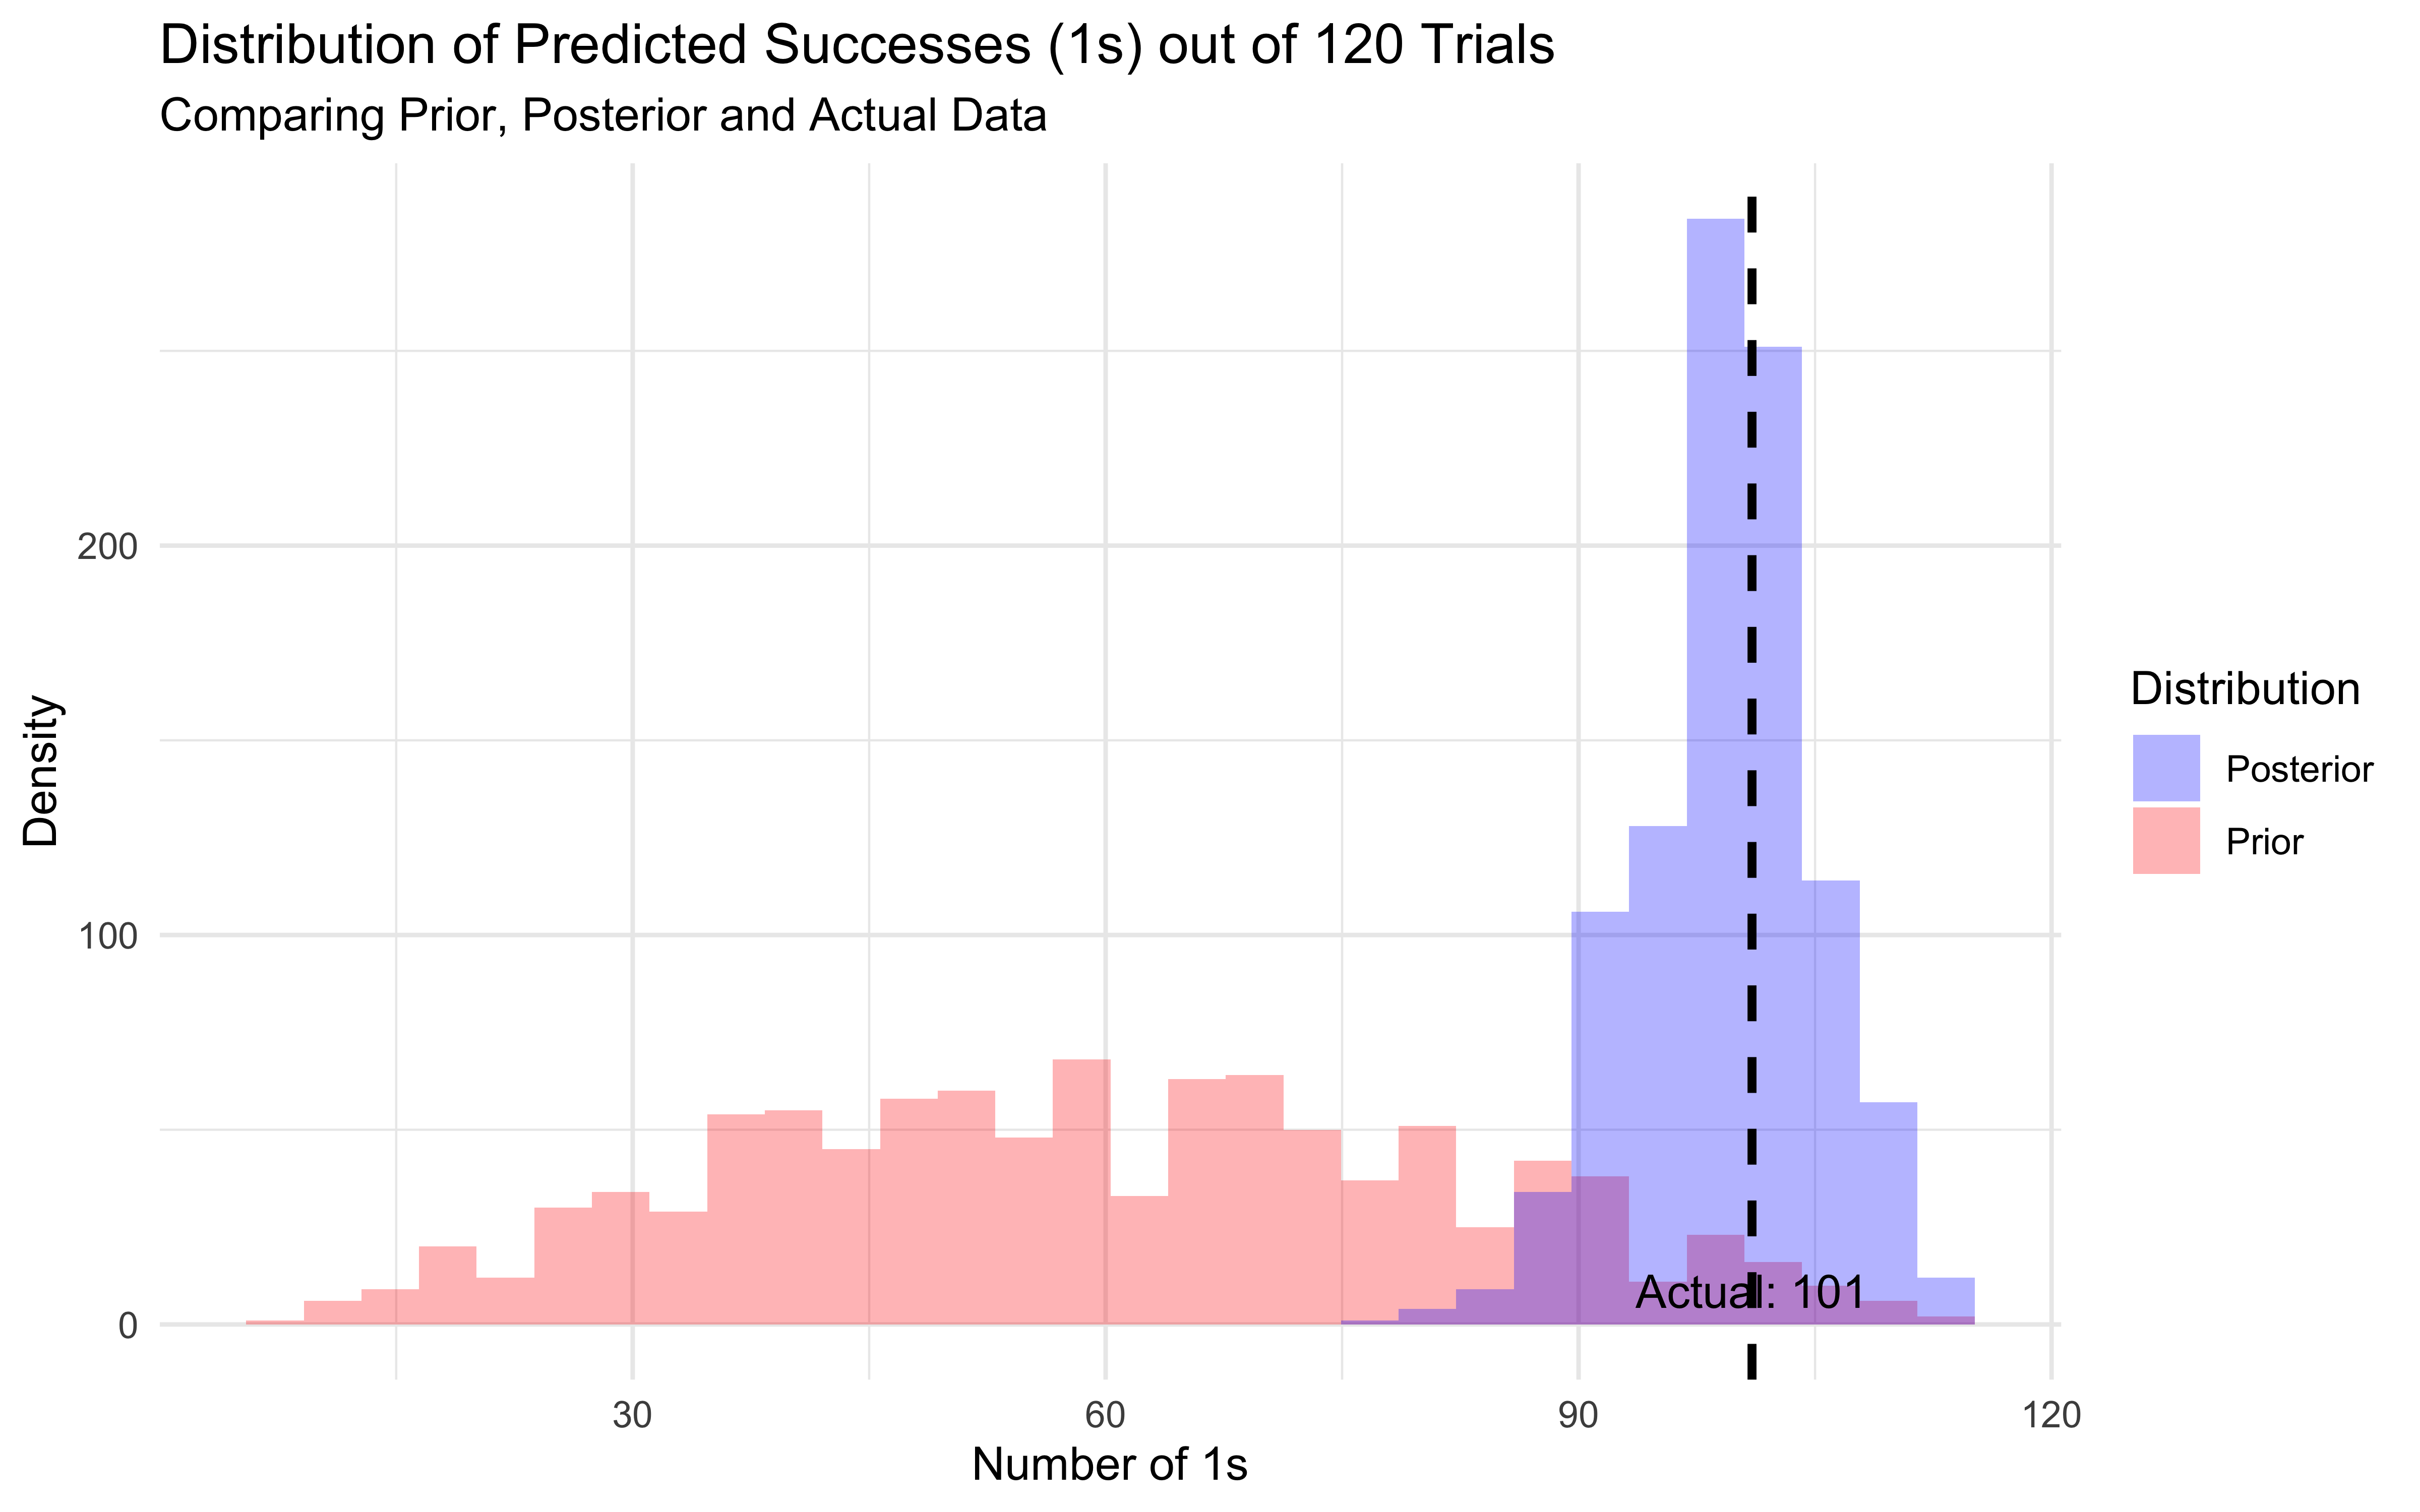 Distribution of Predicted Successes (1s) out of 120 Trials
Comparing Prior, Posterior and Actual Data
Density
200
100
0
Actual: 101
30
60
90
120
Number of 1s
Distribution
Posterior
Prior